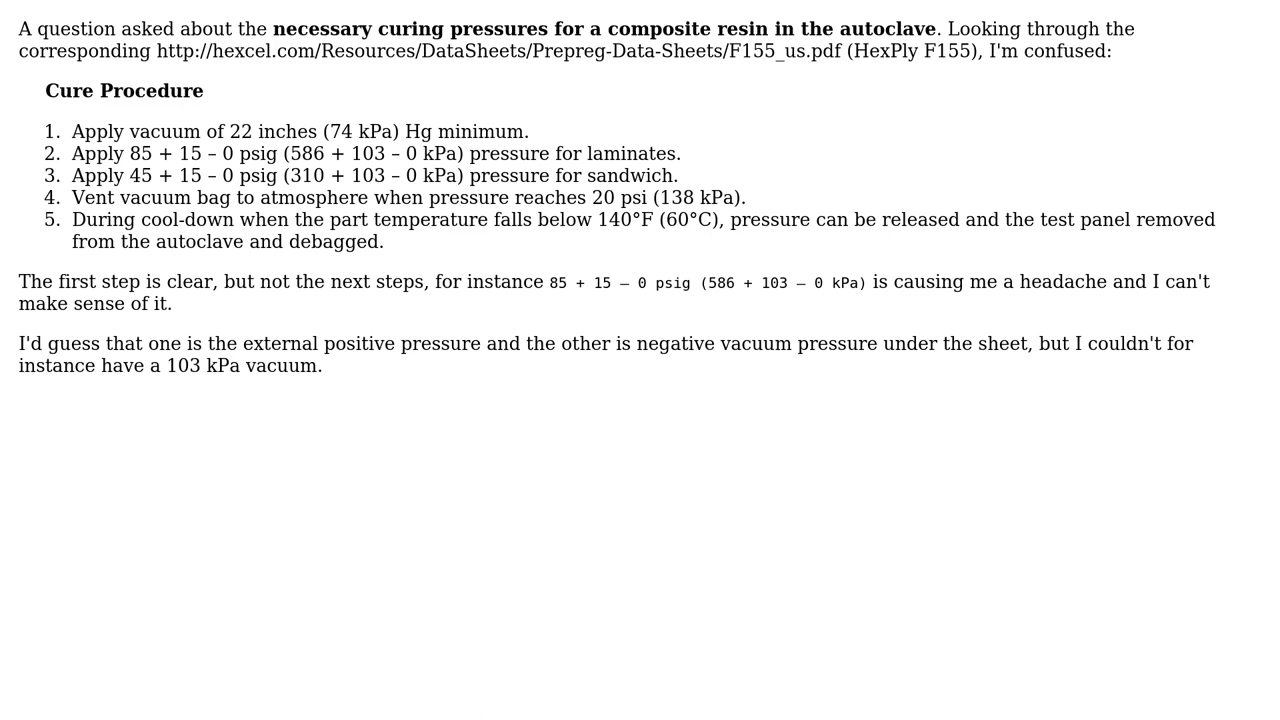 A question asked about the necessary curing pressures for a composite resin in the autoclave. Looking through the
corresponding http://hexcel.com/Resources/DataSheets/Prepreg-Data-Sheets/F155_us.pdf (HexPly F155), I'm confused:
Cure Procedure
1. Apply vacuum of 22 inches (74 kPa) Hg minimum.
2. Apply 85 + 15 – 0 psig (586 + 103 – 0 kPa) pressure for laminates.
3. Apply 45 + 15 – 0 psig (310 + 103 – 0 kPa) pressure for sandwich.
4. Vent vacuum bag to atmosphere when pressure reaches 20 psi (138 kPa).
5. During cool-down when the part temperature falls below 140°F (60°C), pressure can be released and the test panel removed
from the autoclave and debagged.
The first step is clear, but not the next steps, for instance 85 + 15 – 0 psig (586 + 103 – 0 kPa) is causing me a headache and I can't
make sense of it.
I'd guess that one is the external positive pressure and the other is negative vacuum pressure under the sheet, but I couldn't for
instance have a 103 kPa vacuum.